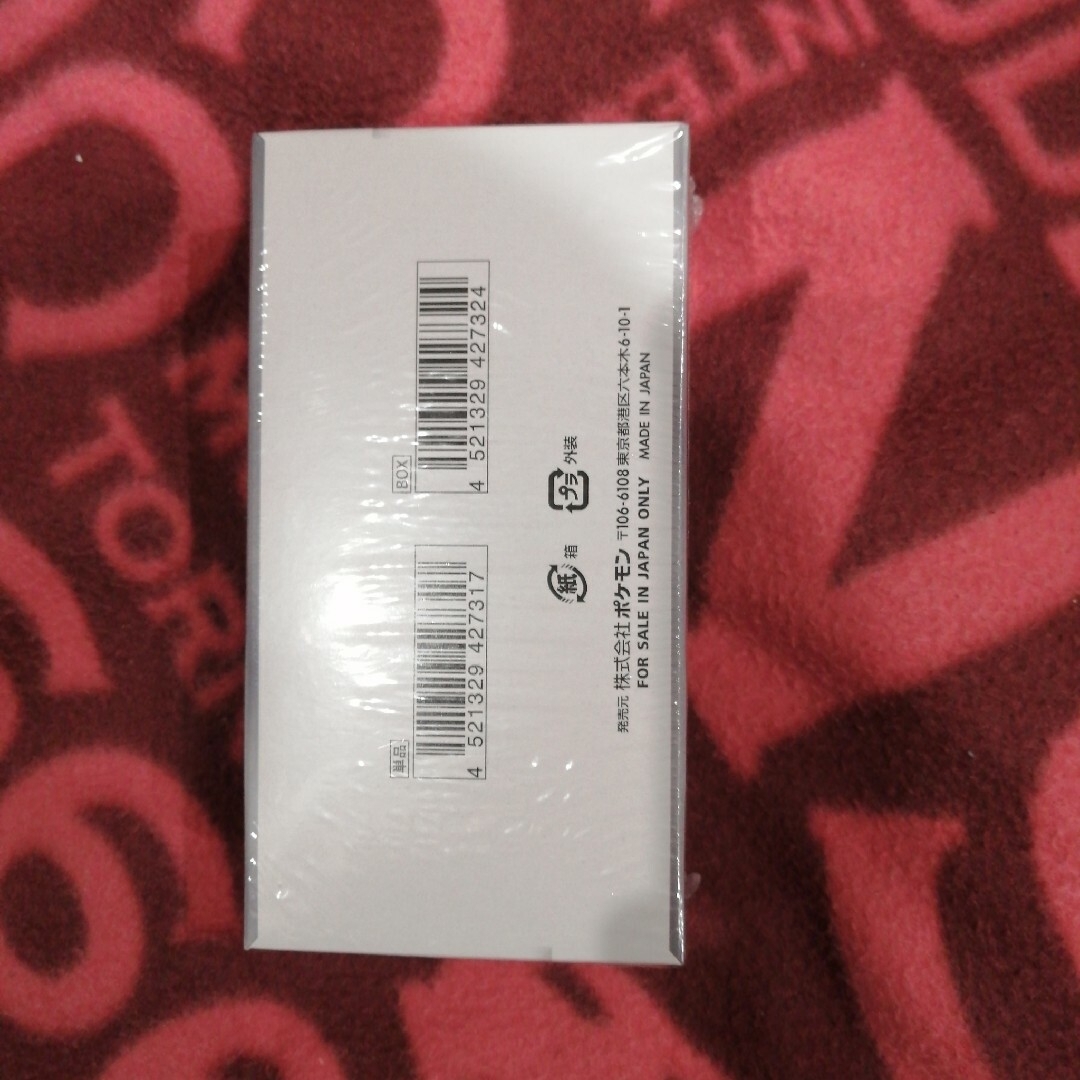 単品
4 521329 427317
BOX
4 521329 427324
紙 箱
プラ 外装
発売元 株式会社ポケモン 〒106-6108 東京都港区六本木6-10-1
FOR SALE IN JAPAN ONLY MADE IN JAPAN
INTE
TOR